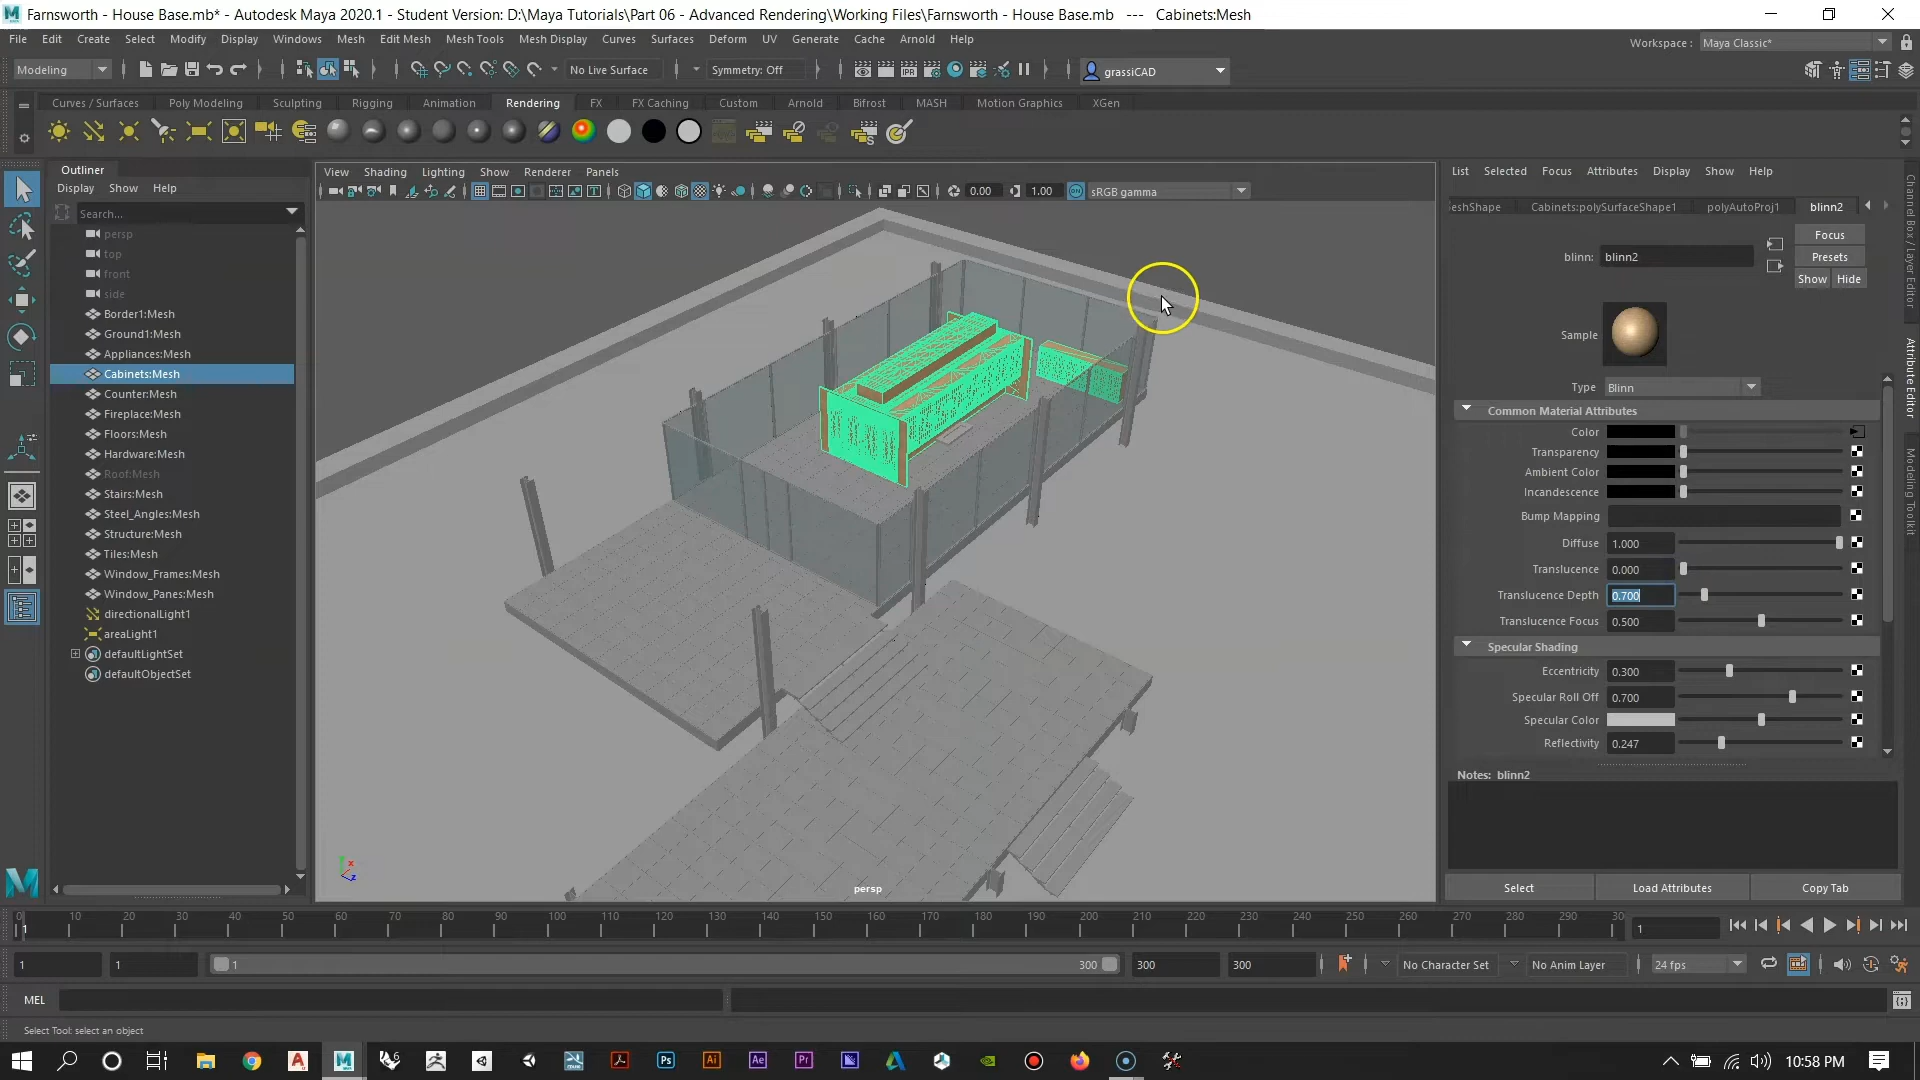 Farnsworth - House Base.mb* - Autodesk Maya 2020.1 - Student Version: D:\Maya Tutorials\Part 06 - Advanced Rendering\Working Files\Farnsworth - House Base.mb   ---   Cabinets:Mesh
File Edit Create Select Modify Display Windows Mesh Edit Mesh Mesh Tools Mesh Display Curves Surfaces Deform UV Generate Cache Arnold Help
Workspace : Maya Classic*
Modeling No Live Surface Symmetry: Off grassiCAD
Curves / Surfaces Poly Modeling Sculpting Rigging Animation Rendering FX FX Caching Custom Arnold Bifrost MASH Motion Graphics XGen
Outliner
Display Show Help
Search...
persp
top
front
side
Border1:Mesh
Ground1:Mesh
Appliances:Mesh
Cabinets:Mesh
Counter:Mesh
Fireplace:Mesh
Floors:Mesh
Hardware:Mesh
Roof:Mesh
Stairs:Mesh
Steel_Angles:Mesh
Structure:Mesh
Tiles:Mesh
Window_Frames:Mesh
Window_Panes:Mesh
directionalLight1
areaLight1
defaultLightSet
defaultObjectSet
View Shading Lighting Show Renderer Panels
0.00 1.00 sRGB gamma
persp
List Selected Focus Attributes Display Show Help
eshShape Cabinets:polySurfaceShape1 polyAutoProj1 blinn2
blinn: blinn2
Focus
Presets
Show Hide
Sample
Type Blinn
Common Material Attributes
Color
Transparency
Ambient Color
Incandescence
Bump Mapping
Diffuse 1.000
Translucence 0.000
Translucence Depth 0.700
Translucence Focus 0.500
Specular Shading
Eccentricity 0.300
Specular Roll Off 0.700
Specular Color
Reflectivity 0.247
Notes: blinn2
Select Load Attributes Copy Tab
Channel Box / Layer Editor
Attribute Editor
Modeling Toolkit
0 10 20 30 40 50 60 70 80 90 100 110 120 130 140 150 160 170 180 190 200 210 220 230 240 250 260 270 280 290 30
1 1
1 1 1 300 300 300 No Character Set No Anim Layer 24 fps
MEL
Select Tool: select an object
10:58 PM